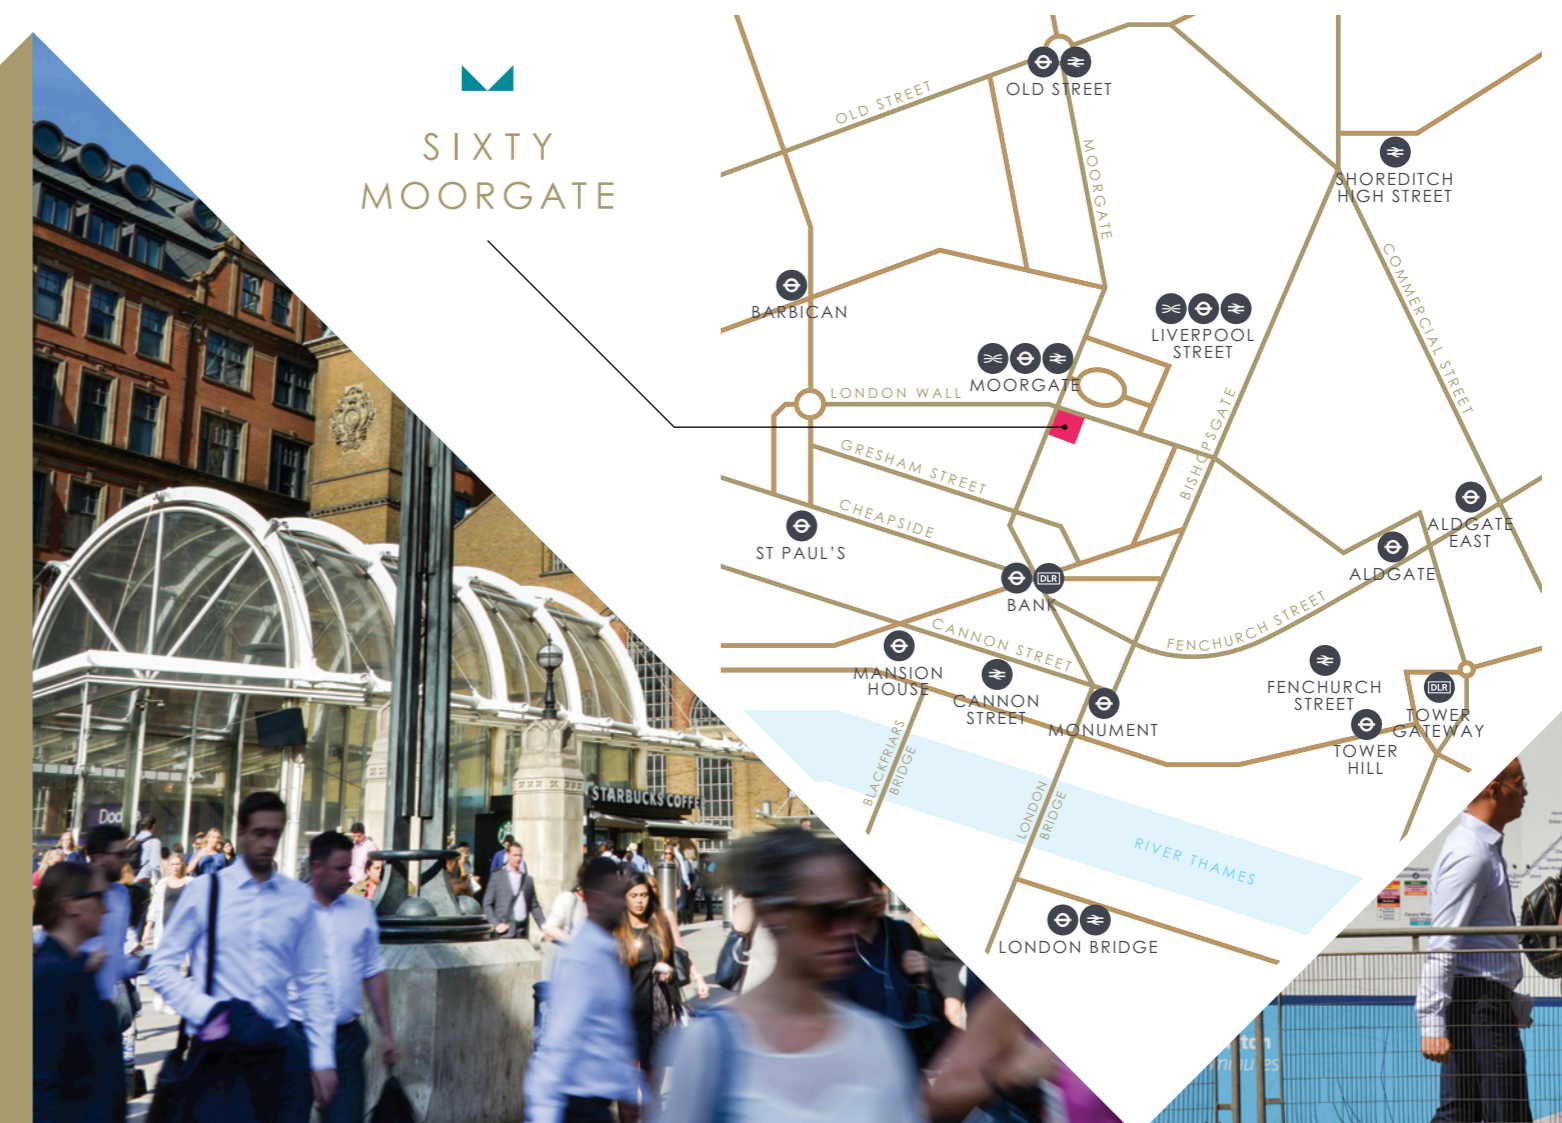 SIXTY
MOORGATE
OLD STREET
OLD STREET
MOORGATE
SHOREDITCH
HIGH STREET
COMMERCIAL STREET
BARBICAN
LIVERPOOL
STREET
MOORGATE
LONDON WALL
BISHOPSGATE
GRESHAM STREET
CHEAPSIDE
ST PAUL'S
ALDGATE
EAST
ALDGATE
DLR
BANK
FENCHURCH STREET
CANNON STREET
MANSION
HOUSE
CANNON
STREET
MONUMENT
FENCHURCH
STREET
DLR
TOWER
GATEWAY
TOWER
HILL
BLACKFRIARS
BRIDGE
LONDON
BRIDGE
RIVER THAMES
LONDON BRIDGE
STARBUCKS COFFE